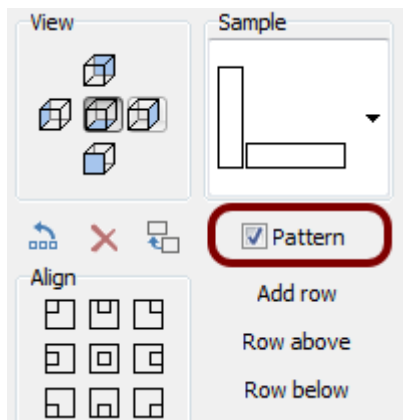 View
Sample
Pattern
Align
Add row
Row above
Row below